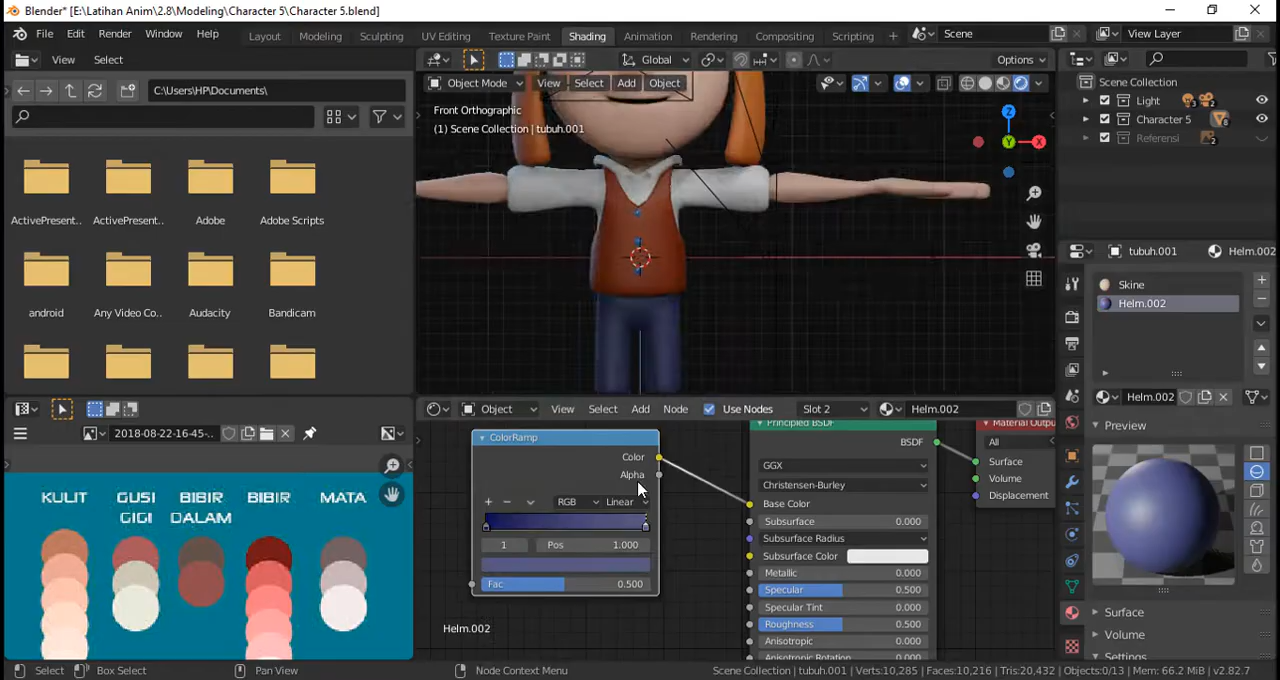 Blender* [E:\Latihan Anim\2.8\Modeling\Character 5\Character 5.blend]
File Edit Render Window Help Layout Modeling Sculpting UV Editing Texture Paint Shading Animation Rendering Compositing Scripting + Scene View Layer
View Select
C:\Users\HP\Documents\
ActivePresent.. ActivePresent.. Adobe Adobe Scripts
android Any Video Co.. Audacity Bandicam
Global Options
Object Mode View Select Add Object
Front Orthographic
(1) Scene Collection | tubuh.001
Z
Y
X
Scene Collection
Light 3 2
Character 5 8
Referensi 2
tubuh.001 Helm.002
Skine
Helm.002
Helm.002
Preview
Surface
Volume
Settings
2018-08-22-16-45-..
KULIT GUSI GIGI BIBIR DALAM BIBIR MATA
Object View Select Add Node Use Nodes Slot 2 Helm.002
ColorRamp
Color
Alpha
RGB Linear
1 Pos 1.000
Fac 0.500
Helm.002
Principled BSDF
BSDF
GGX
Christensen-Burley
Base Color
Subsurface 0.000
Subsurface Radius
Subsurface Color
Metallic 0.000
Specular 0.500
Specular Tint 0.000
Roughness 0.500
Anisotropic 0.000
Anisotropic Rotation
Material Outpu
All
Surface
Volume
Displacement
Select Box Select Pan View Node Context Menu Scene Collection | tubuh.001 | Verts:10,285 | Faces:10,216 | Tris:20,432 | Objects:0/13 | Mem: 66.2 MiB | v2.82.7